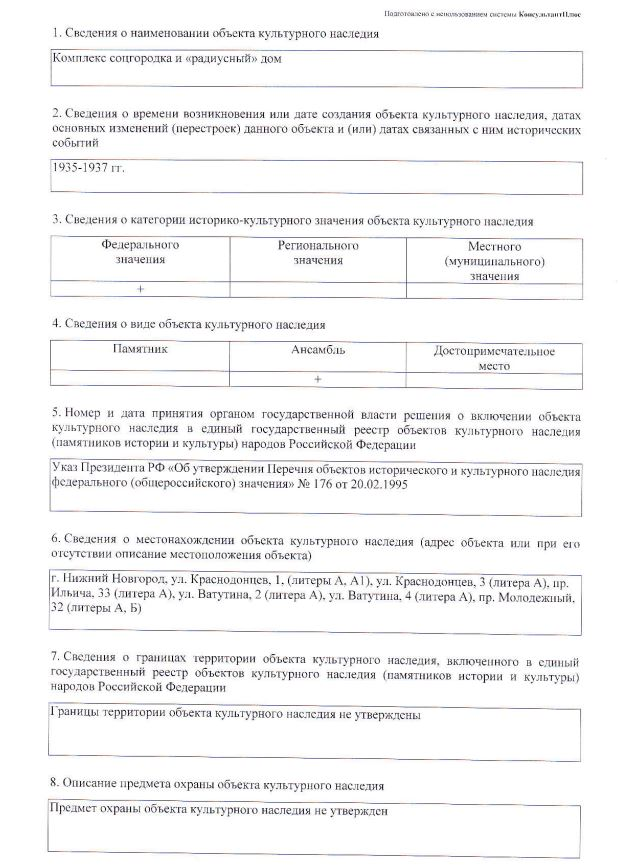 Подготовлено с использованием системы КонсультантПлюс
1. Сведения о наименовании объекта культурного наследия
Комплекс соцгородка и «радиусный» дом
2. Сведения о времени возникновения или дате создания объекта культурного наследия, датах
основных изменений (перестроек) данного объекта и (или) датах связанных с ним исторических
событий
1935-1937 гг.
3. Сведения о категории историко-культурного значения объекта культурного наследия
Федерального Регионального Местного
значения значения (муниципального)
значения
+
4. Сведения о виде объекта культурного наследия
Памятник Ансамбль Достопримечательное
место
+
5. Номер и дата принятия органом государственной власти решения о включении объекта
культурного наследия в единый государственный реестр объектов культурного наследия
(памятников истории и культуры) народов Российской Федерации
Указ Президента РФ «Об утверждении Перечня объектов исторического и культурного наследия
федерального (общероссийского) значения» № 176 от 20.02.1995
6. Сведения о местонахождении объекта культурного наследия (адрес объекта или при его
отсутствии описание местоположения объекта)
г. Нижний Новгород, ул. Краснодонцев, 1, (литеры А, А1), ул. Краснодонцев, 3 (литера А), пр.
Ильича, 33 (литера А), ул. Ватутина, 2 (литера А), ул. Ватутина, 4 (литера А), пр. Молодежный,
32 (литеры А, Б)
7. Сведения о границах территории объекта культурного наследия, включенного в единый
государственный реестр объектов культурного наследия (памятников истории и культуры)
народов Российской Федерации
Границы территории объекта культурного наследия не утверждены
8. Описание предмета охраны объекта культурного наследия
Предмет охраны объекта культурного наследия не утвержден